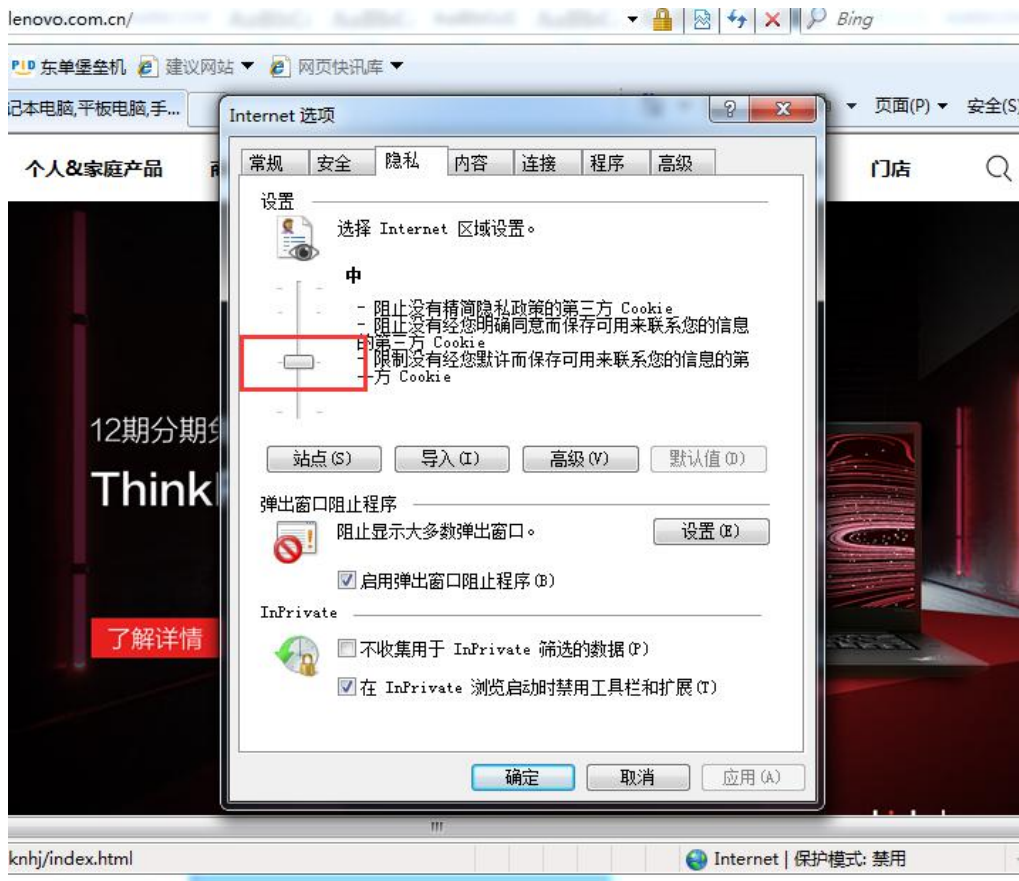 lenovo.com.cn/
Bing
东单堡垒机 建议网站 网页快讯库
记本电脑,平板电脑,手...
页面(P) 安全(S)
Internet 选项
个人&家庭产品
门店
常规 安全 隐私 内容 连接 程序 高级
设置
选择 Internet 区域设置。
中
- 阻止没有精简隐私政策的第三方 Cookie
- 阻止没有经您明确同意而保存可用来联系您的信息
的第三方 Cookie
- 限制没有经您默许而保存可用来联系您的信息的第
一方 Cookie
12期分期免
Think
站点(S) 导入(I) 高级(V) 默认值(D)
弹出窗口阻止程序
阻止显示大多数弹出窗口。
设置(E)
启用弹出窗口阻止程序(B)
InPrivate
了解详情
不收集用于 InPrivate 筛选的数据(P)
在 InPrivate 浏览启动时禁用工具栏和扩展(T)
确定 取消 应用(A)
knhj/index.html
Internet | 保护模式: 禁用